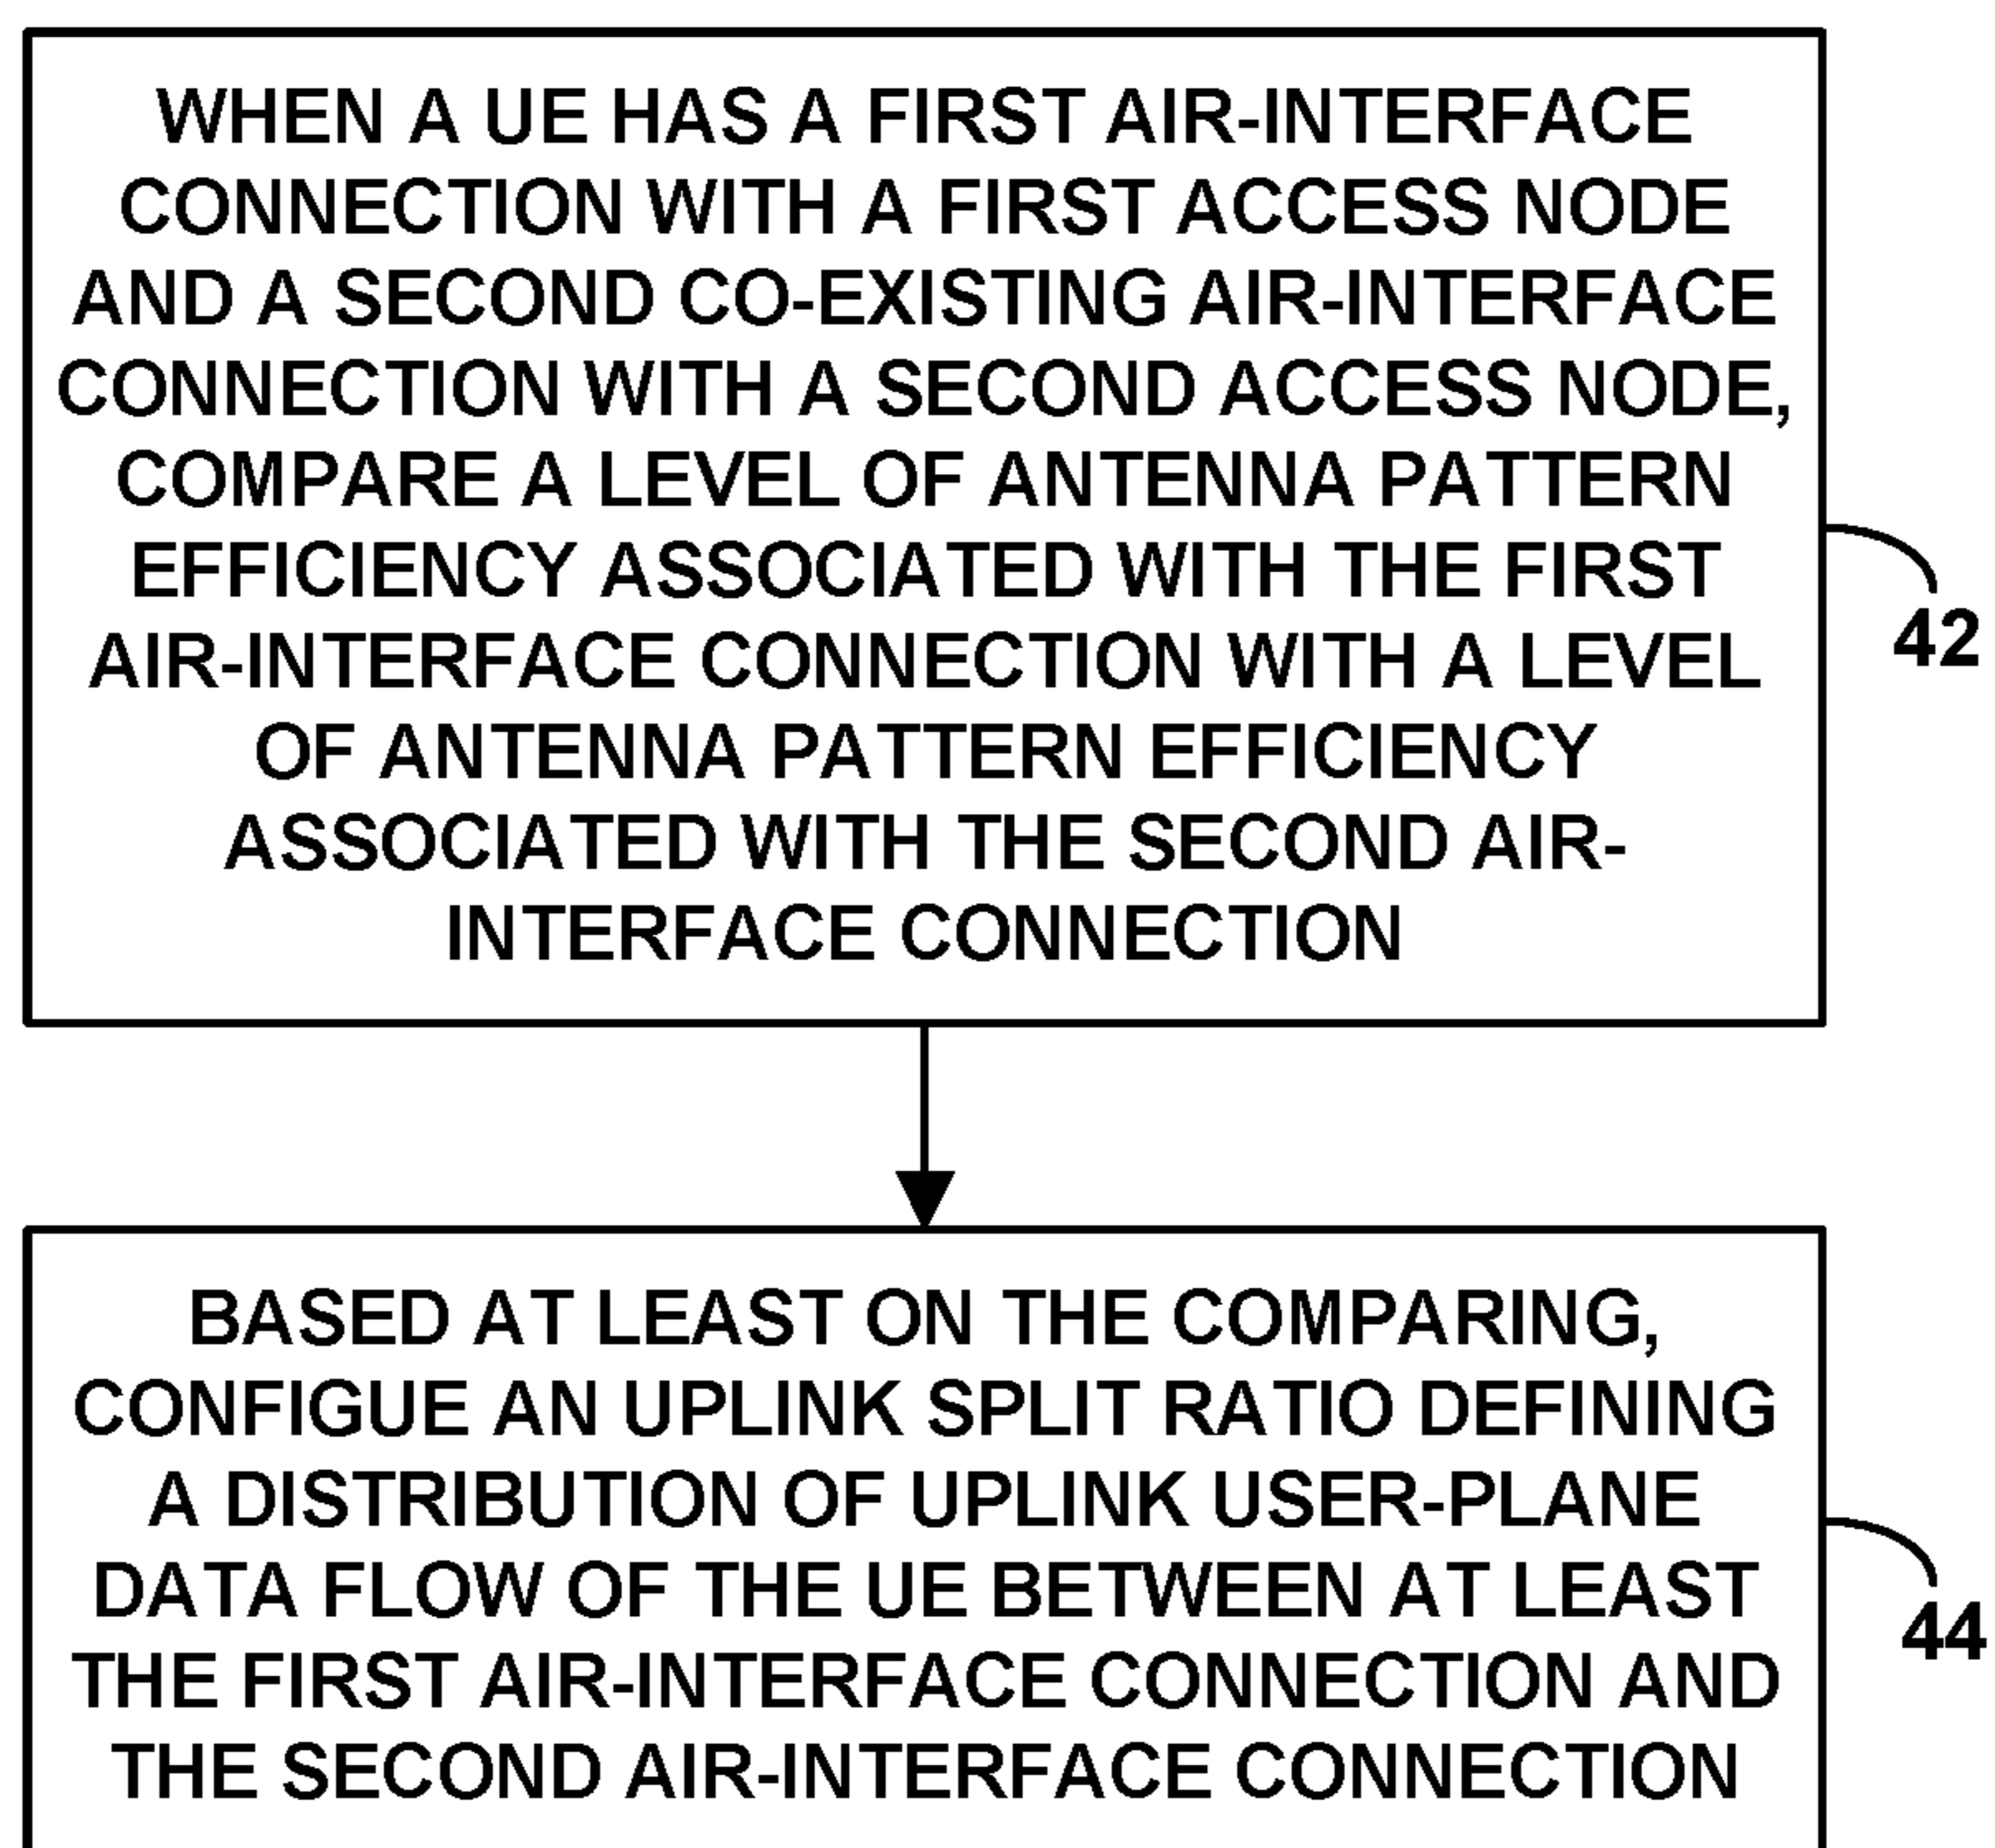 WHEN A UE HAS A FIRST AIR-INTERFACE
CONNECTION WITH A FIRST ACCESS NODE
AND A SECOND CO-EXISTING AIR-INTERFACE
CONNECTION WITH A SECOND ACCESS NODE,
COMPARE A LEVEL OF ANTENNA PATTERN
EFFICIENCY ASSOCIATED WITH THE FIRST
AIR-INTERFACE CONNECTION WITH A LEVEL
OF ANTENNA PATTERN EFFICIENCY
ASSOCIATED WITH THE SECOND AIR-
INTERFACE CONNECTION
42
BASED AT LEAST ON THE COMPARING,
CONFIGUE AN UPLINK SPLIT RATIO DEFINING
A DISTRIBUTION OF UPLINK USER-PLANE
DATA FLOW OF THE UE BETWEEN AT LEAST
THE FIRST AIR-INTERFACE CONNECTION AND
THE SECOND AIR-INTERFACE CONNECTION
44